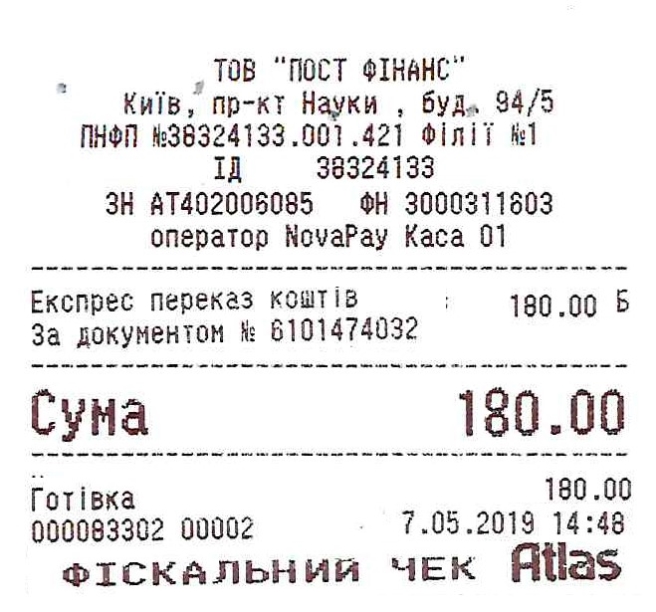 ТОВ "ПОСТ ФІНАНС"
Київ, пр-кт Науки , буд. 94/5
ПНФП №38324133.001.421 Філії №1
ІД 38324133
ЗН АТ402006085 ФН 3000311603
оператор NovaPay Каса 01
Експрес переказ коштів : 180.00 Б
За документом № 6101474032
Сума 180.00
Готівка 180.00
000083302 00002 7.05.2019 14:48
ФІСКАЛЬНИЙ ЧЕК Atlas